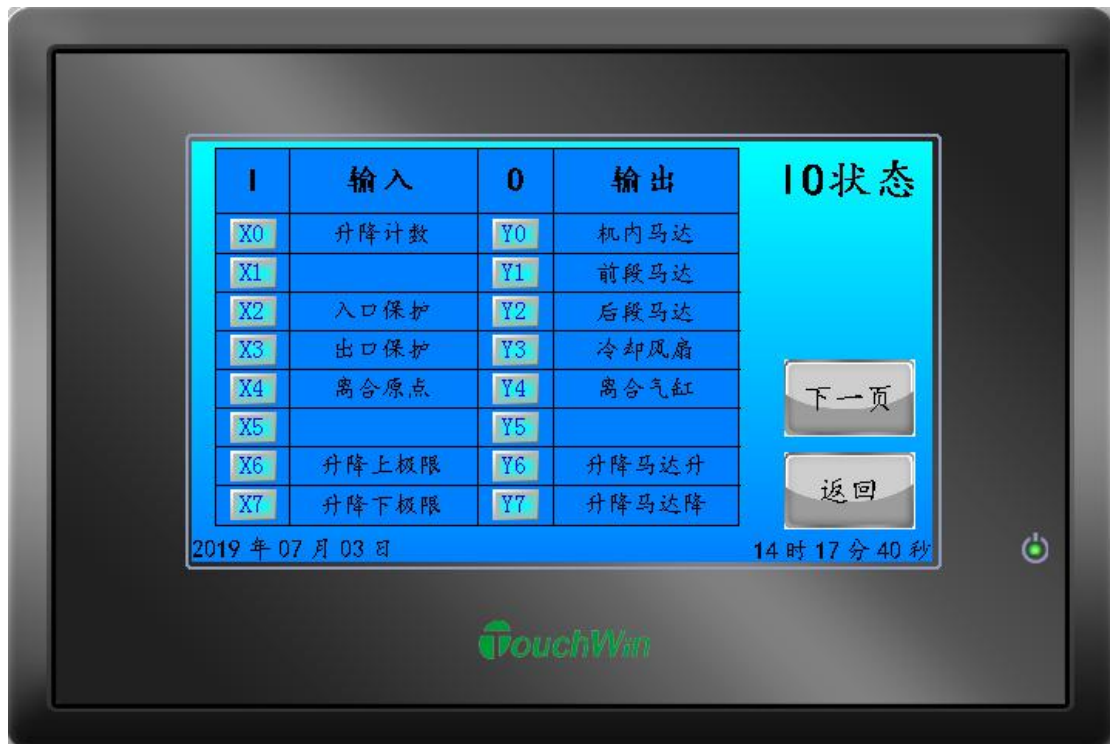 I 输入 O 输出 IO状态
X0 升降计数 Y0 机内马达
X1 Y1 前段马达
X2 入口保护 Y2 后段马达
X3 出口保护 Y3 冷却风扇
X4 离合原点 Y4 离合气缸
下一页
X5 Y5
X6 升降上极限 Y6 升降马达升
返回
X7 升降下极限 Y7 升降马达降
2019 年 07 月 03 日 14 时 17 分 40 秒
TouchWin